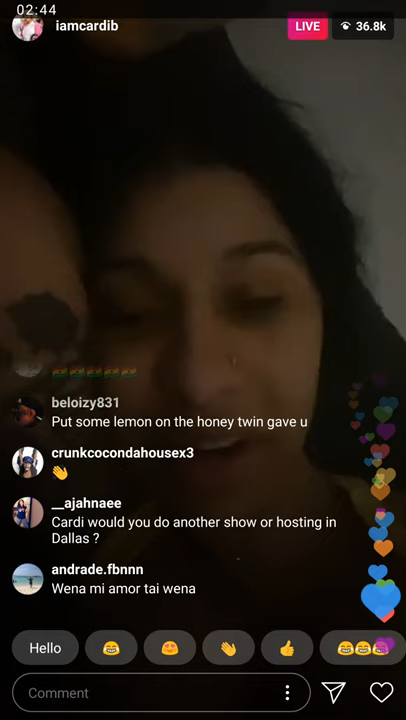 02:44
iamcardib
LIVE
36.8k
beloizy831
Put some lemon on the honey twin gave u
crunkcocondahousex3
👋
__ajahnaee
Cardi would you do another show or hosting in
Dallas ?
andrade.fbnnn
Wena mi amor tai wena
Hello
😂
😍
👋
👍
😂😂😂
Comment